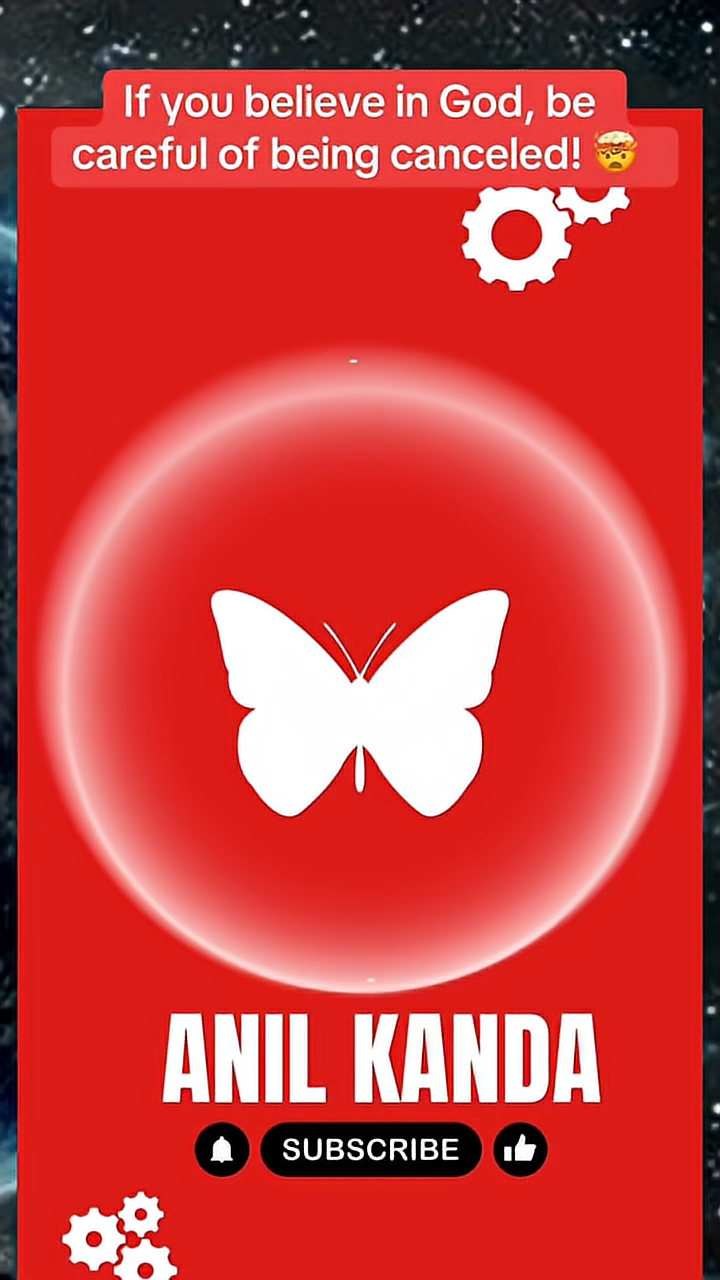 If you believe in God, be
careful of being canceled! 🤯
ANIL KANDA
SUBSCRIBE